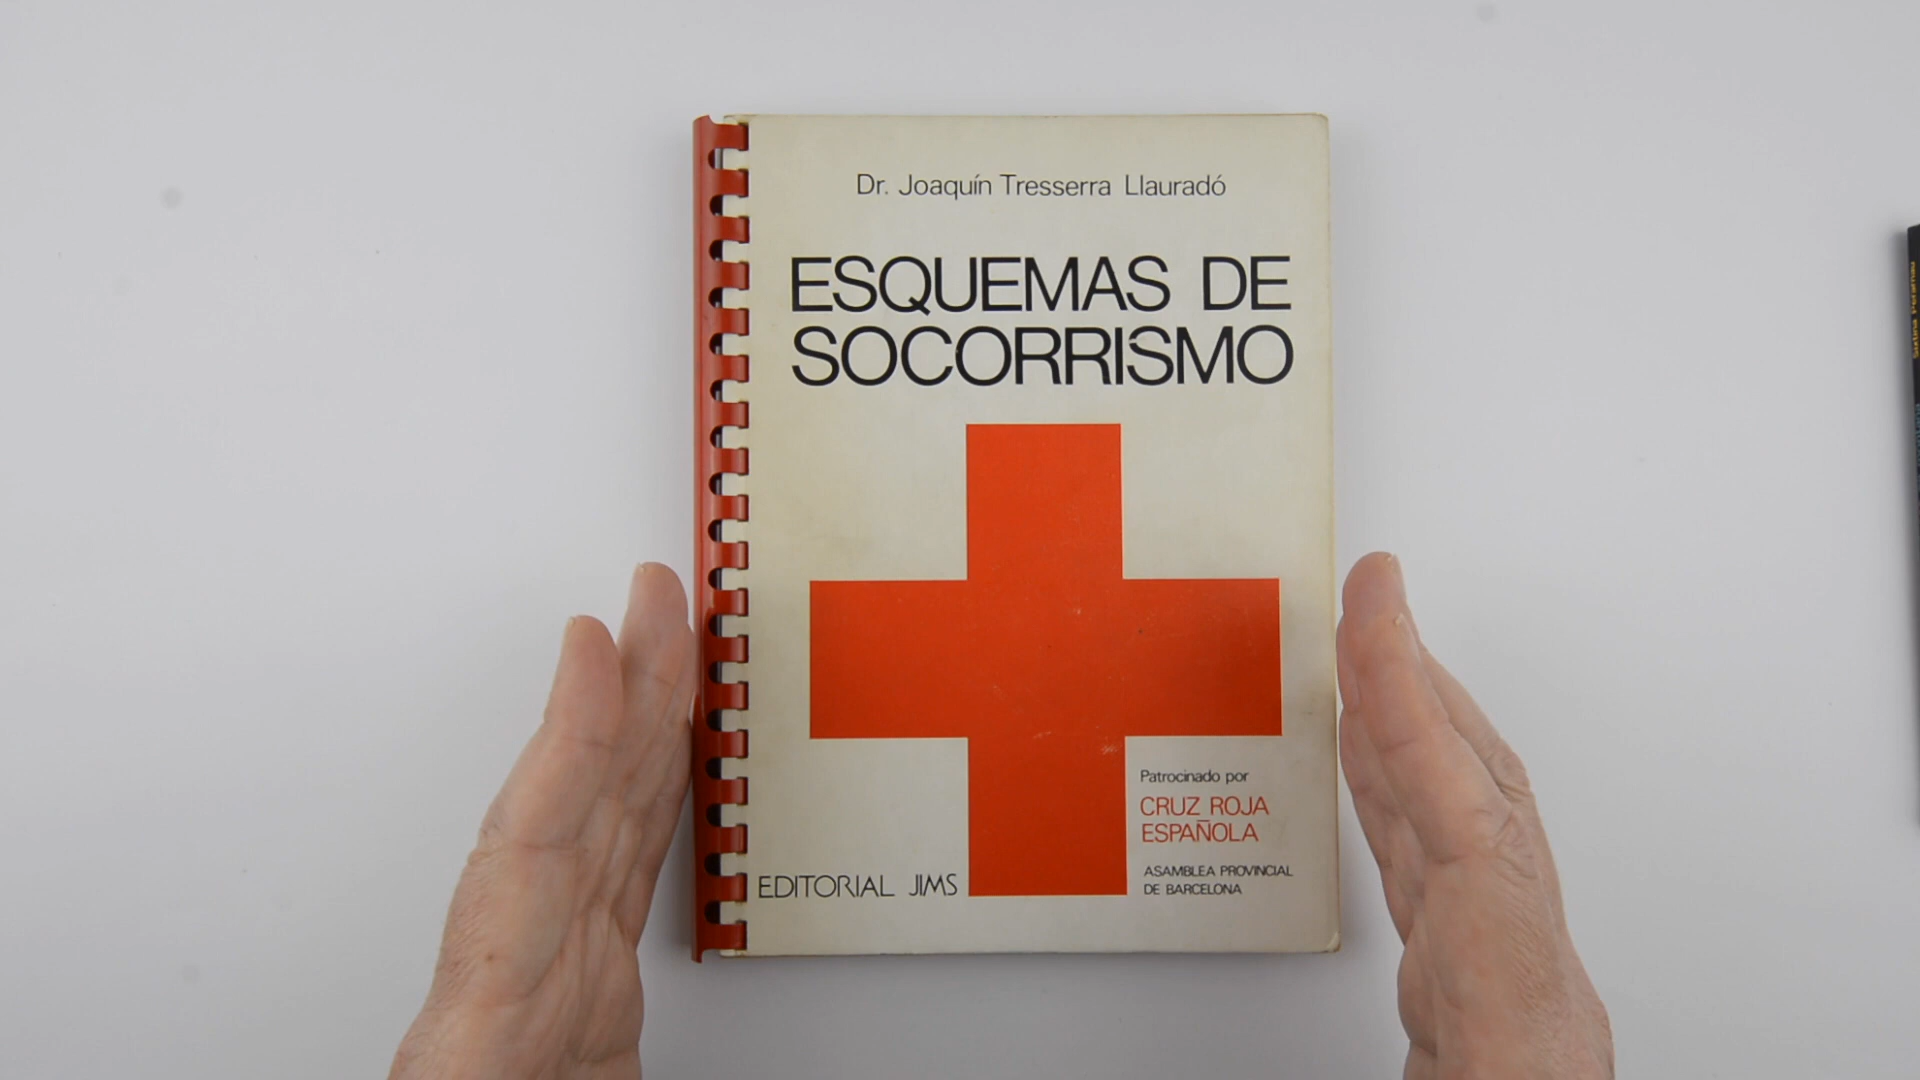 Dr. Joaquín Tresserra Llauradó
ESQUEMAS DE
SOCORRISMO
Patrocinado por
CRUZ ROJA
ESPAÑOLA
ASAMBLEA PROVINCIAL
DE BARCELONA
EDITORIAL JIMS